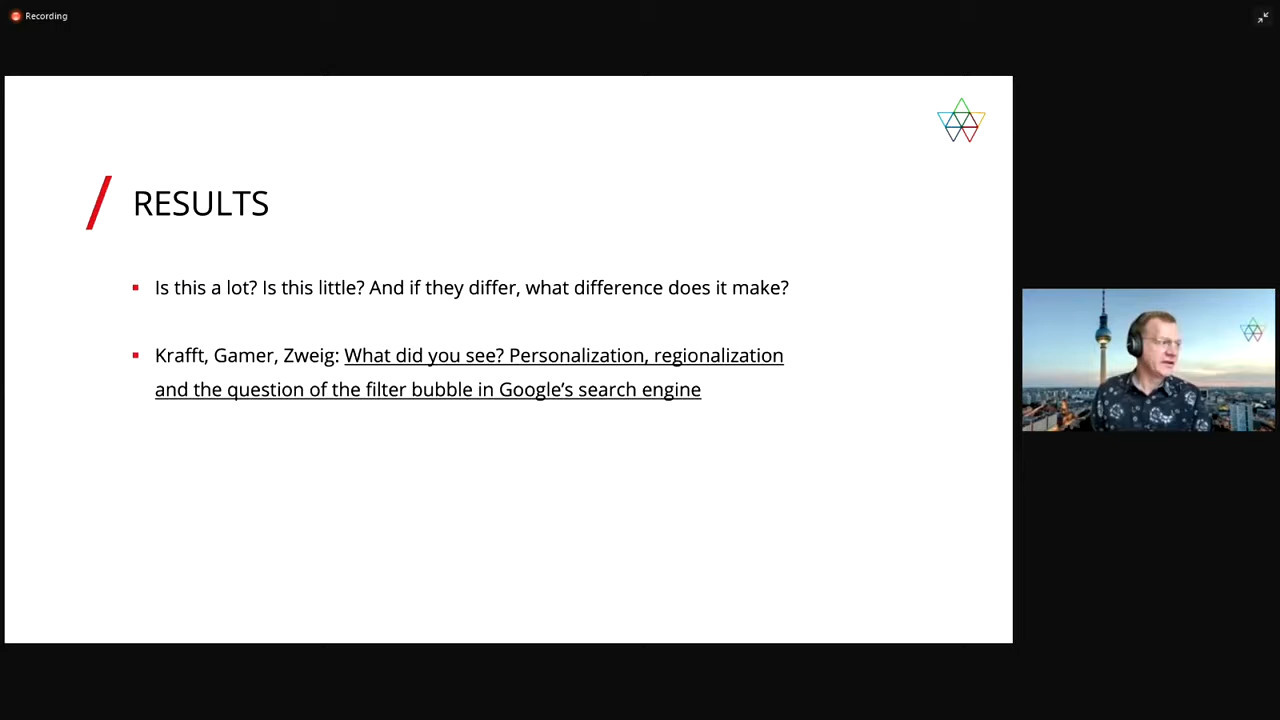 Recording
RESULTS
Is this a lot? Is this little? And if they differ, what difference does it make?
Krafft, Gamer, Zweig: What did you see? Personalization, regionalization
and the question of the filter bubble in Google’s search engine